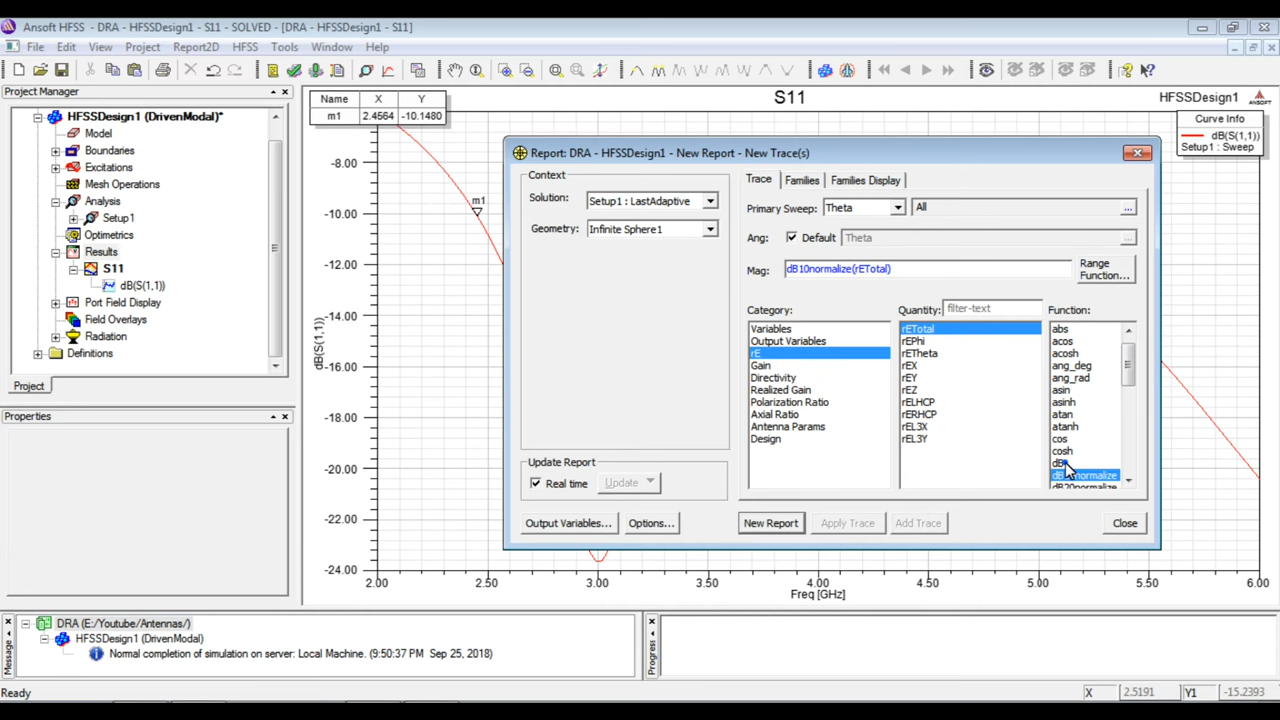 Ansoft HFSS - DRA - HFSSDesign1 - S11 - SOLVED - [DRA - HFSSDesign1 - S11]
File Edit View Project Report2D HFSS Tools Window Help
Project Manager
HFSSDesign1 (DrivenModal)*
Model
Boundaries
Excitations
Mesh Operations
Analysis
Setup1
Optimetrics
Results
S11
dB(S(1,1))
Port Field Display
Field Overlays
Radiation
Definitions
Project
Properties
Name X Y
m1 2.4564 -10.1480
S11
HFSSDesign1
ANSOFT
Curve Info
dB(S(1,1))
Setup1 : Sweep
m1
dB(S(1,1))
-8.00
-10.00
-12.00
-14.00
-16.00
-18.00
-20.00
-22.00
-24.00
2.00 2.50 3.00 3.50 4.00 4.50 5.00 5.50 6.00
Freq [GHz]
Report: DRA - HFSSDesign1 - New Report - New Trace(s)
Context
Solution: Setup1 : LastAdaptive
Geometry: Infinite Sphere1
Update Report
Real time Update
Output Variables... Options...
Trace Families Families Display
Primary Sweep: Theta All ...
Ang: Default Theta ...
Mag: dB10normalize(rETotal)
Range
Function...
Category:
Variables
Output Variables
rE
Gain
Directivity
Realized Gain
Polarization Ratio
Axial Ratio
Antenna Params
Design
Quantity: filter-text
rETotal
rEPhi
rETheta
rEX
rEY
rEZ
rELHCP
rERHCP
rEL3X
rEL3Y
Function:
abs
acos
acosh
ang_deg
ang_rad
asin
asinh
atan
atanh
cos
cosh
dB20normalize
New Report Apply Trace Add Trace Close
Message
DRA (E:/Youtube/Antennas/)
HFSSDesign1 (DrivenModal)
Normal completion of simulation on server: Local Machine. (9:50:37 PM Sep 25, 2018)
Progress
Ready
X 2.5191 Y1 -15.2393